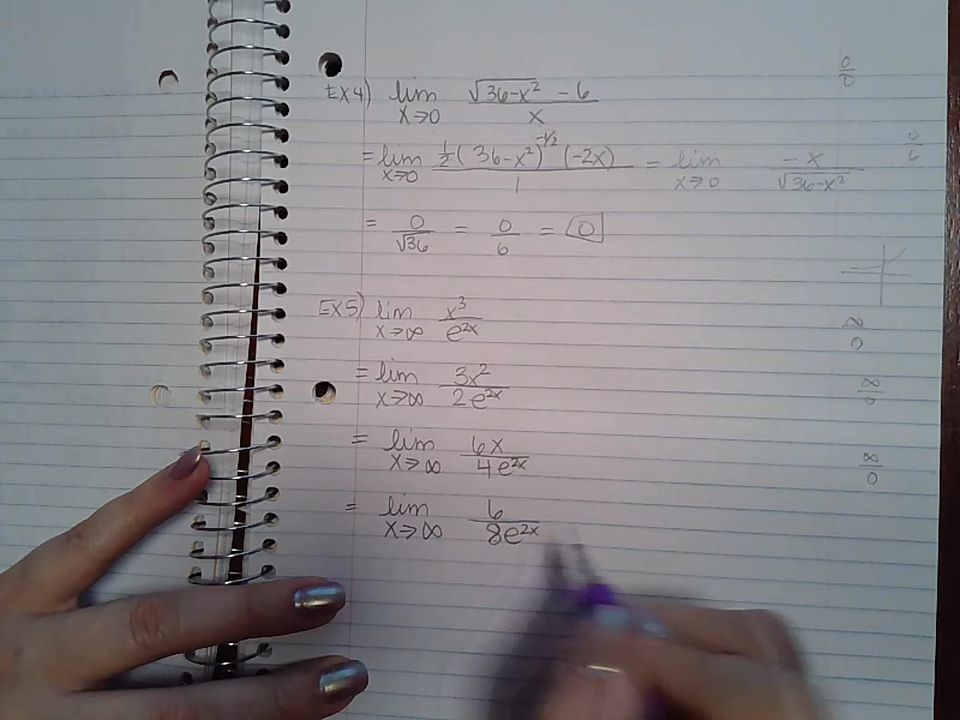 0/0
EX4) lim x→0 (√36-x² - 6)/x
= lim x→0 (½(36-x²)^-1/2 (-2x))/1 = lim x→0 -x/√36-x²
= 0/√36 = 0/6 = 0
EX5) lim x→∞ x³/e^2x
= lim x→∞ 3x²/2e^2x
= lim x→∞ 6x/4e^2x ∞/0
= lim x→∞ 6/8e^2x